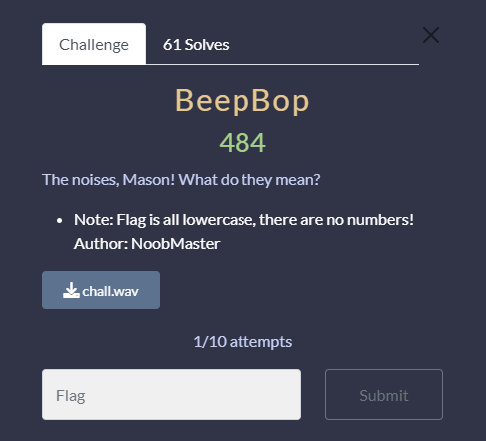 Challenge 61 Solves
BeepBop
484
The noises, Mason! What do they mean?
Note: Flag is all lowercase, there are no numbers!
Author: NoobMaster
chall.wav
1/10 attempts
Flag Submit